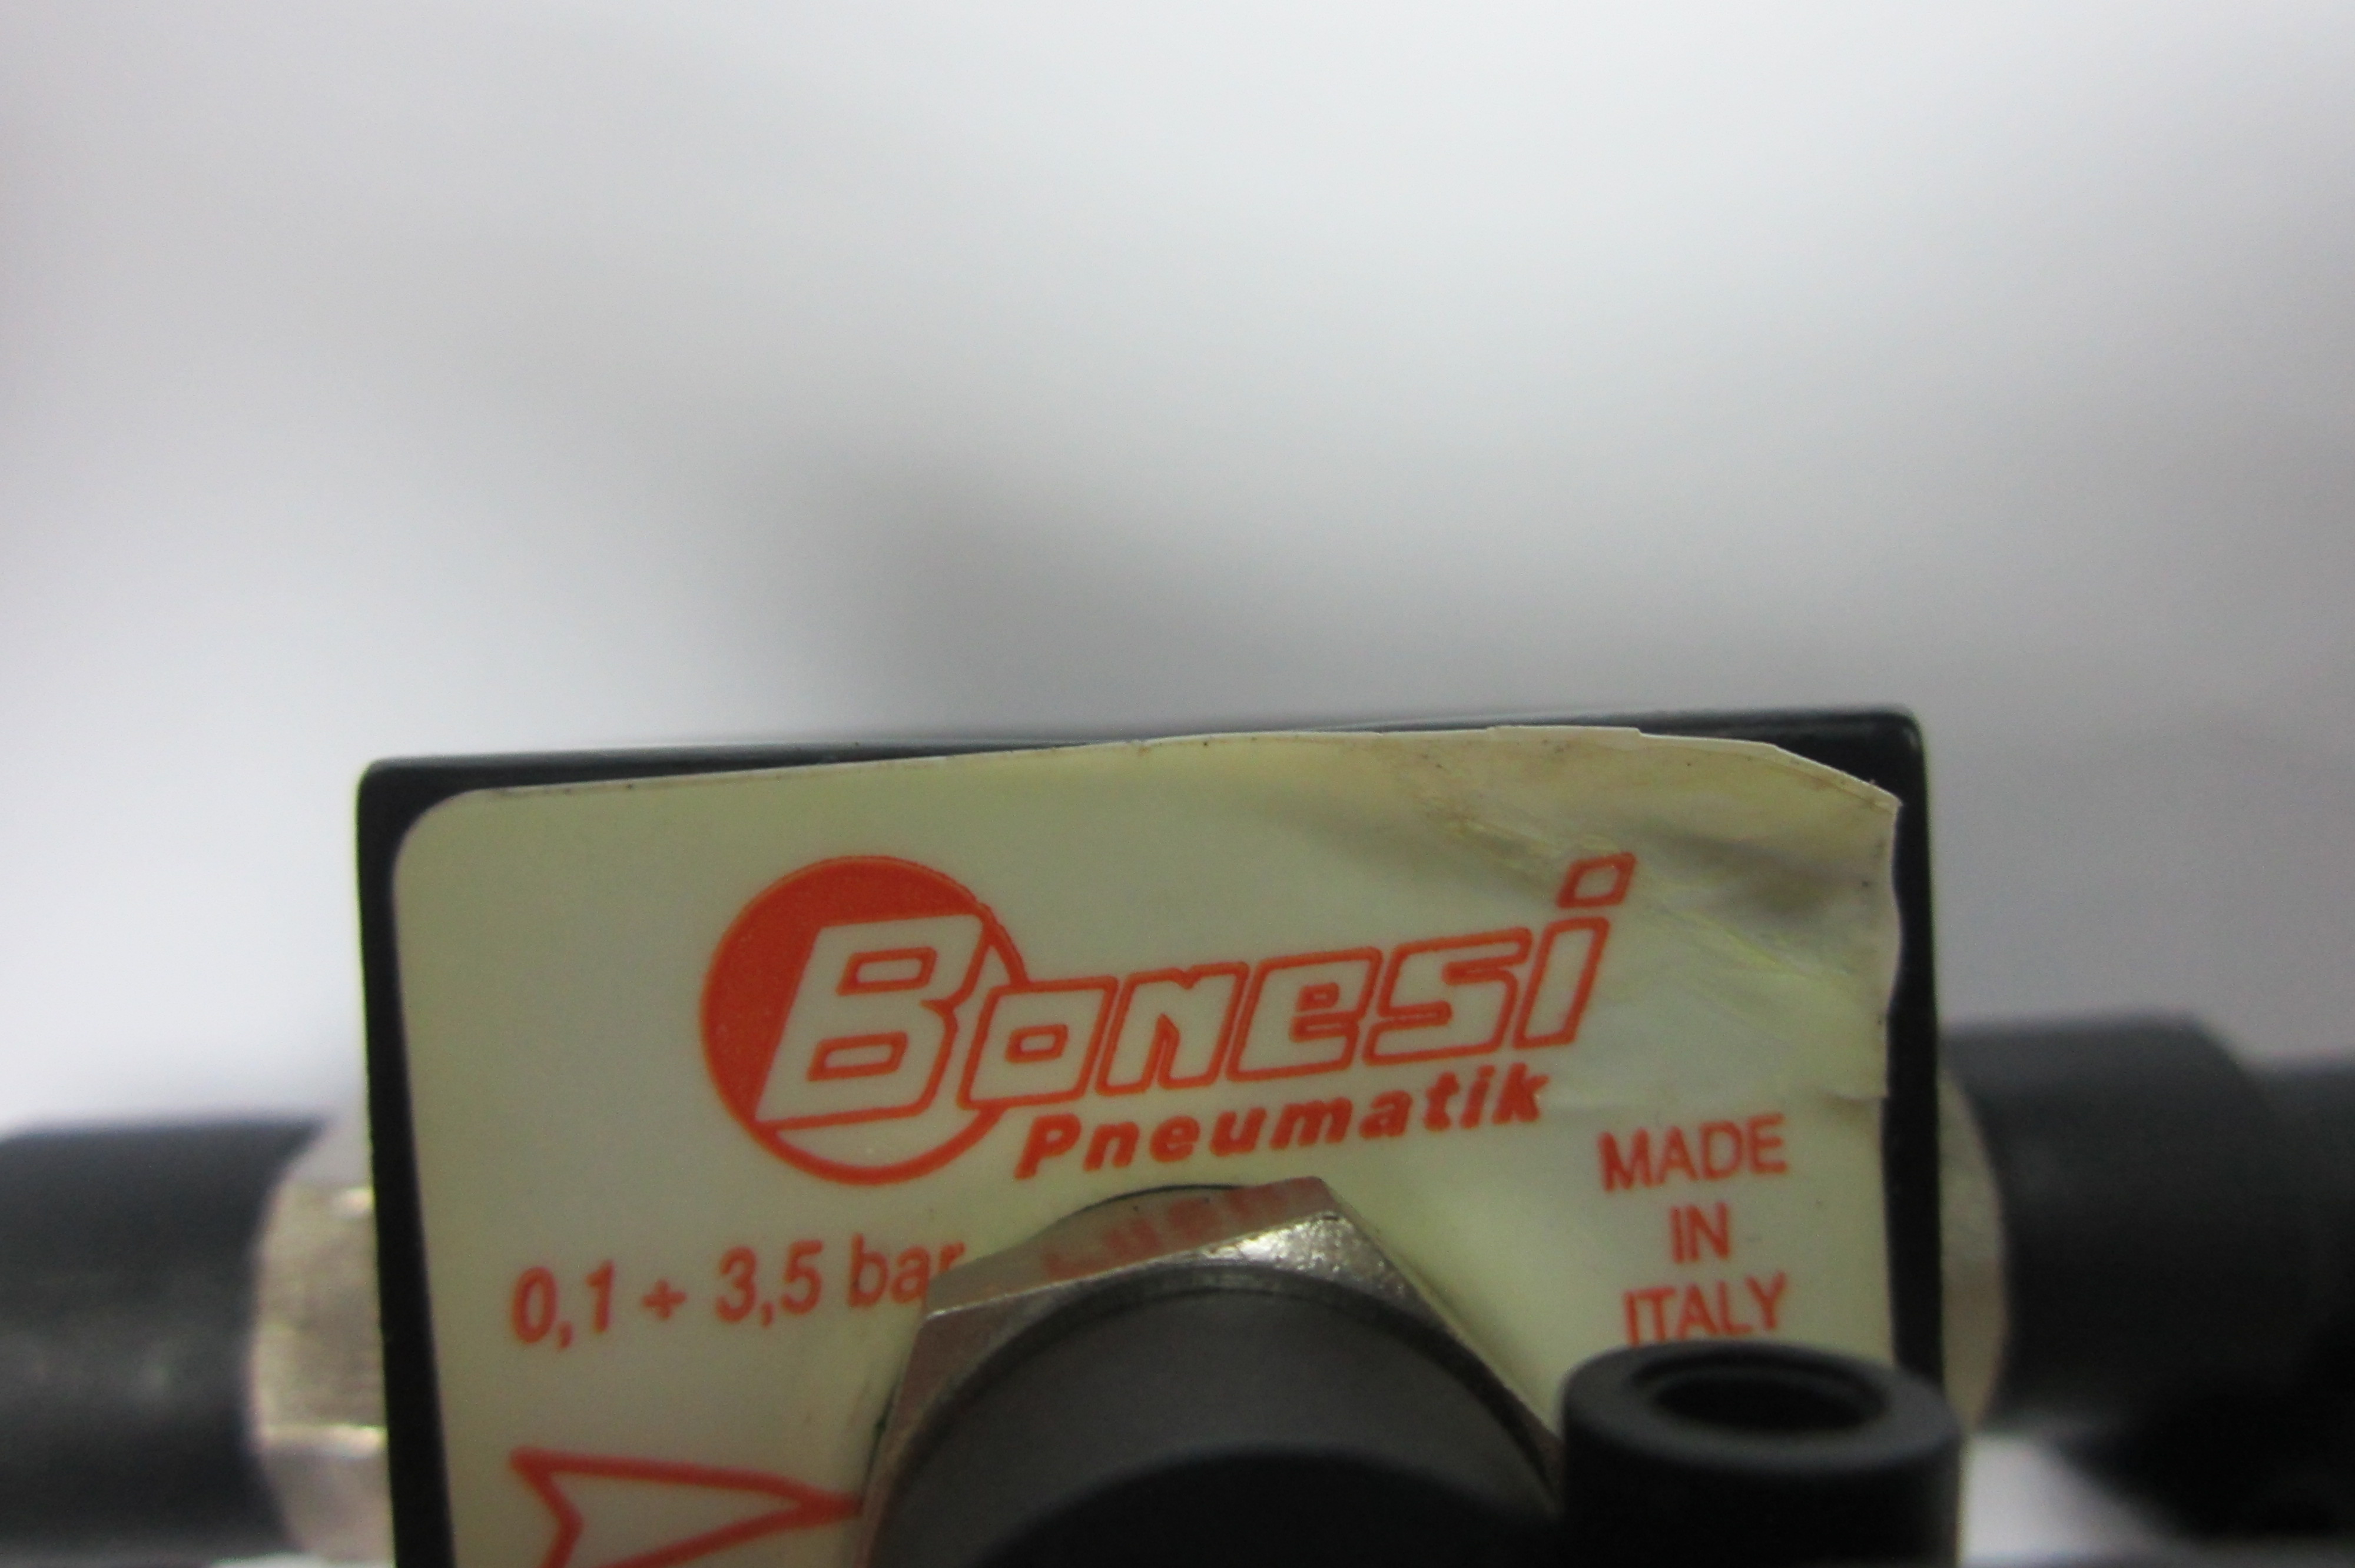 Bonesi
Pneumatik
0,1 ÷ 3,5 bar
MADE
IN
ITALY